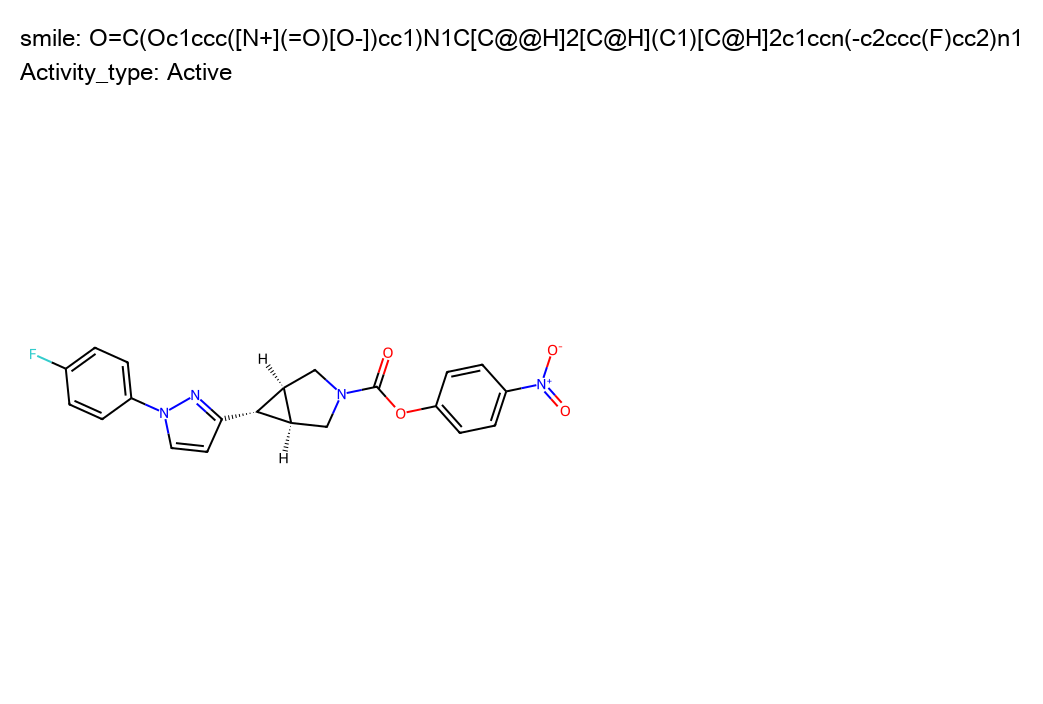 smile: O=C(Oc1ccc([N+](=O)[O-])cc1)N1C[C@@H]2[C@H](C1)[C@H]2c1ccn(-c2ccc(F)cc2)n1
Activity_type: Active
O-
F
H
O
N+
N
N
N
O
O
H